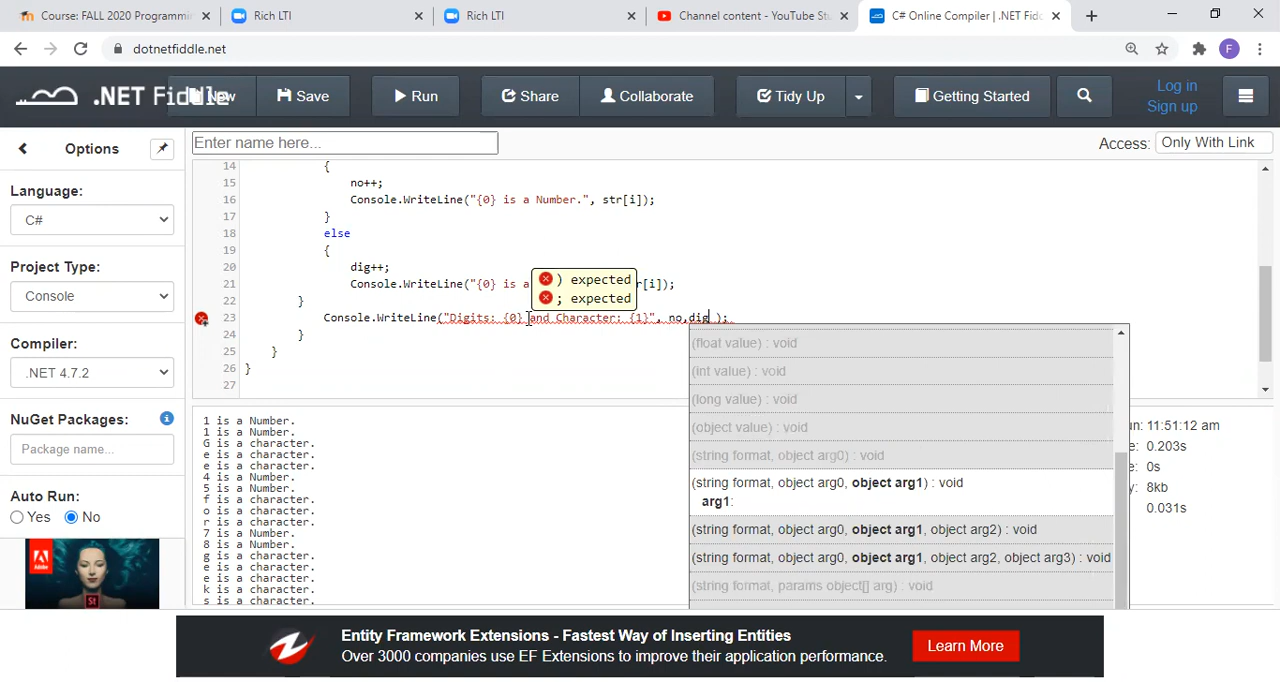 Course: FALL 2020 Programmin
Rich LTI
Rich LTI
Channel content - YouTube Stu
C# Online Compiler | .NET Fidd
dotnetfiddle.net
F
.NET Fiddle
Save
Run
Share
Collaborate
Tidy Up
Getting Started
Log in
Sign up
Options
Enter name here...
Access:
Only With Link
Language:
C#
Project Type:
Console
Compiler:
.NET 4.7.2
NuGet Packages:
Package name...
Auto Run:
Yes
No
14 {
15 no++;
16 Console.WriteLine("{0} is a Number.", str[i]);
17 }
18 else
19 {
20 dig++;
21 Console.WriteLine("{0} is a r[i]);
22 }
23 Console.WriteLine("Digits: {0} and Character: {1}", no,dig );
24 }
25 }
26 }
27
) expected
; expected
(float value) : void
(int value) : void
(long value) : void
(object value) : void
(string format, object arg0) : void
(string format, object arg0, object arg1) : void
arg1:
(string format, object arg0, object arg1, object arg2) : void
(string format, object arg0, object arg1, object arg2, object arg3) : void
(string format, params object[] arg) : void
1 is a Number.
1 is a Number.
G is a character.
e is a character.
e is a character.
4 is a Number.
5 is a Number.
f is a character.
o is a character.
r is a character.
7 is a Number.
8 is a Number.
g is a character.
e is a character.
e is a character.
k is a character.
s is a character.
un: 11:51:12 am
e: 0.203s
e: 0s
y: 8kb
0.031s
Adobe
St
Entity Framework Extensions - Fastest Way of Inserting Entities
Over 3000 companies use EF Extensions to improve their application performance.
Learn More